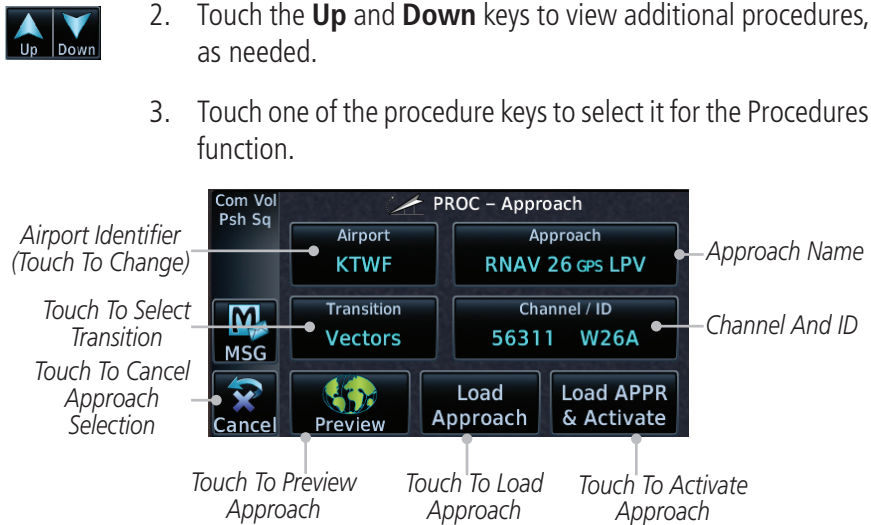 Up Down
2. Touch the Up and Down keys to view additional procedures,
as needed.
3. Touch one of the procedure keys to select it for the Procedures
function.
Com Vol
Psh Sq
PROC – Approach
Airport Identifier
(Touch To Change)
Airport
KTWF
Approach
RNAV 26 GPS LPV
Approach Name
Touch To Select
Transition
MSG
Transition
Vectors
Channel / ID
56311 W26A
Channel And ID
Touch To Cancel
Approach
Selection
Cancel
Preview
Load
Approach
Load APPR
& Activate
Touch To Preview
Approach
Touch To Load
Approach
Touch To Activate
Approach